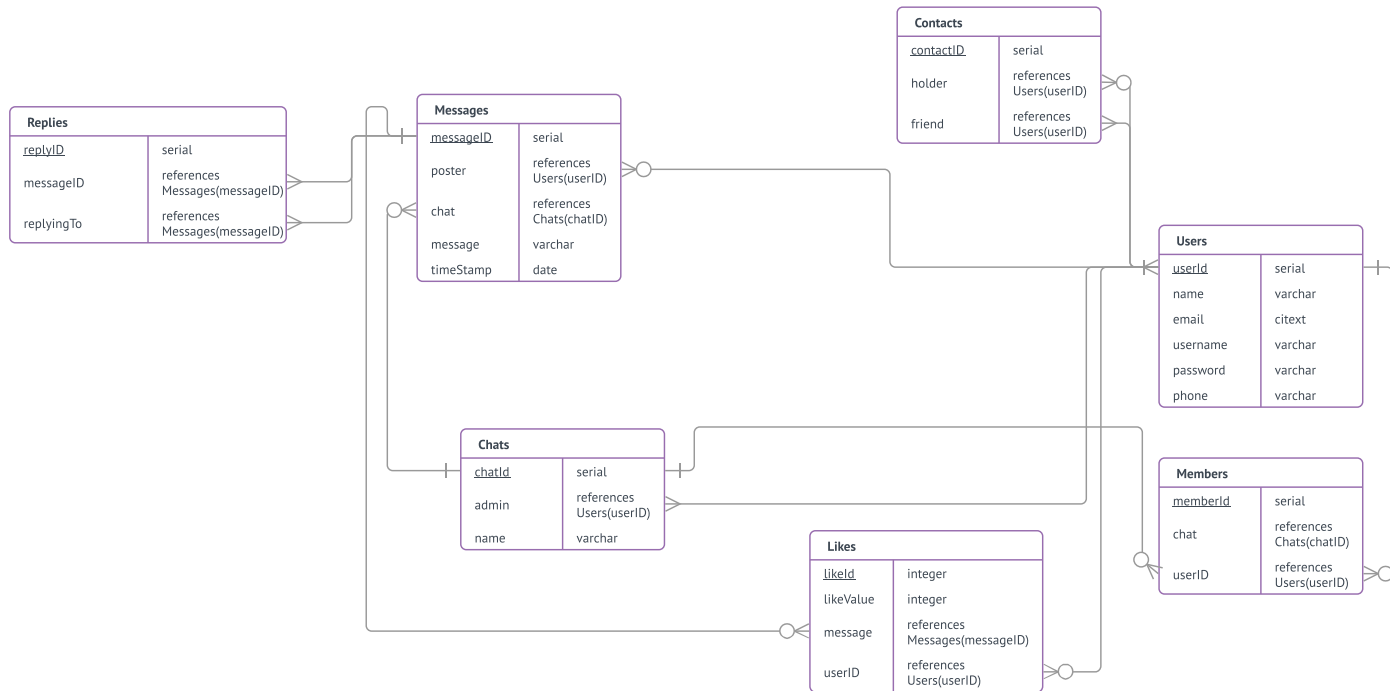 Contacts
contactID serial
holder references
Users(userID)
friend references
Users(userID)
Replies
replyID serial
messageID references
Messages(messageID)
replyingTo references
Messages(messageID)
Messages
messageID serial
poster references
Users(userID)
chat references
Chats(chatID)
message varchar
timeStamp date
Users
userId serial
name varchar
email citext
username varchar
password varchar
phone varchar
Chats
chatId serial
admin references
Users(userID)
name varchar
Members
memberId serial
chat references
Chats(chatID)
userID references
Users(userID)
Likes
likeId integer
likeValue integer
message references
Messages(messageID)
userID references
Users(userID)